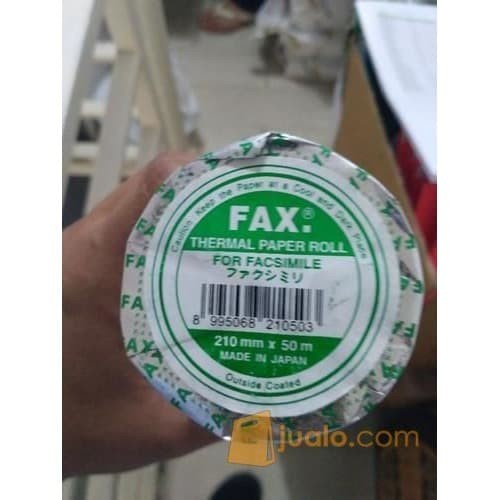 Caution: Keep the Paper at a Cool and Dark Place
FAX.®
THERMAL PAPER ROLL
FOR FACSIMILE
ファクシミリ
8 995068 210503
210 mm x 50 m
MADE IN JAPAN
Outside Coated
jualo.com